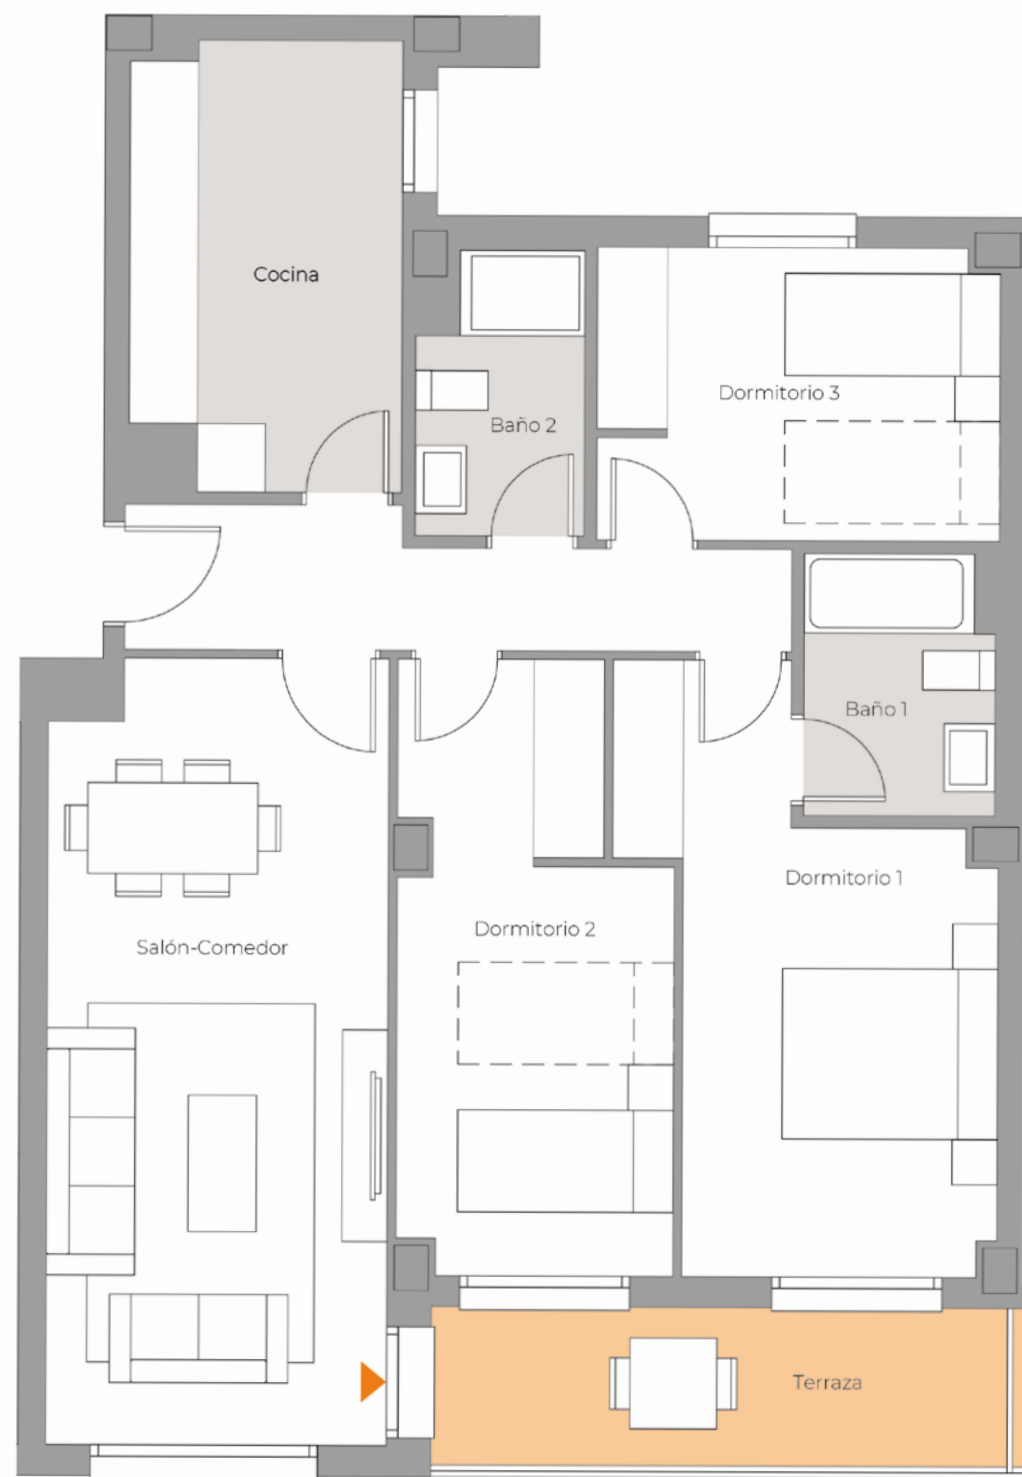 Cocina
Dormitorio 3
Baño 2
Baño 1
Dormitorio 1
Dormitorio 2
Salón-Comedor
Terraza